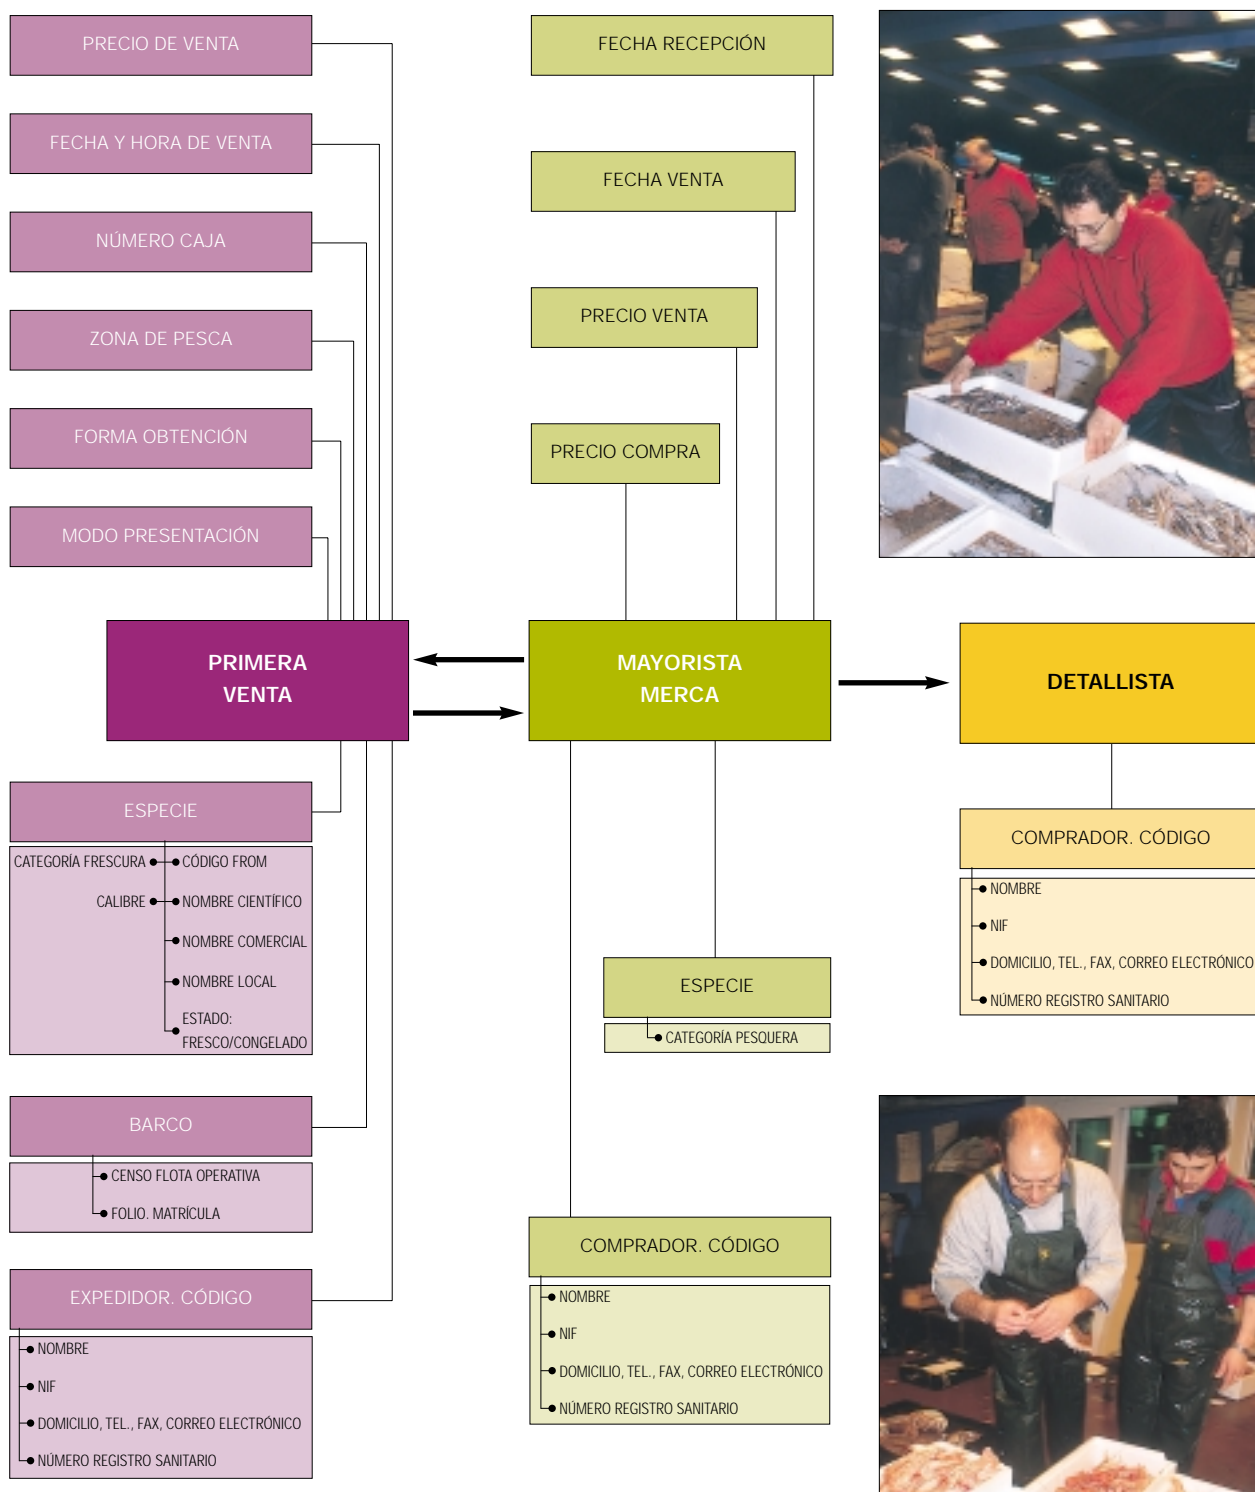 PRECIO DE VENTA
FECHA Y HORA DE VENTA
NÚMERO CAJA
ZONA DE PESCA
FORMA OBTENCIÓN
MODO PRESENTACIÓN
FECHA RECEPCIÓN
FECHA VENTA
PRECIO VENTA
PRECIO COMPRA
PRIMERA
VENTA
MAYORISTA
MERCA
DETALLISTA
ESPECIE
CATEGORÍA FRESCURA
CÓDIGO FROM
CALIBRE
NOMBRE CIENTÍFICO
NOMBRE COMERCIAL
NOMBRE LOCAL
ESTADO:
FRESCO/CONGELADO
BARCO
CENSO FLOTA OPERATIVA
FOLIO. MATRÍCULA
EXPEDIDOR. CÓDIGO
NOMBRE
NIF
DOMICILIO, TEL., FAX, CORREO ELECTRÓNICO
NÚMERO REGISTRO SANITARIO
ESPECIE
CATEGORÍA PESQUERA
COMPRADOR. CÓDIGO
NOMBRE
NIF
DOMICILIO, TEL., FAX, CORREO ELECTRÓNICO
NÚMERO REGISTRO SANITARIO
COMPRADOR. CÓDIGO
NOMBRE
NIF
DOMICILIO, TEL., FAX, CORREO ELECTRÓNICO
NÚMERO REGISTRO SANITARIO